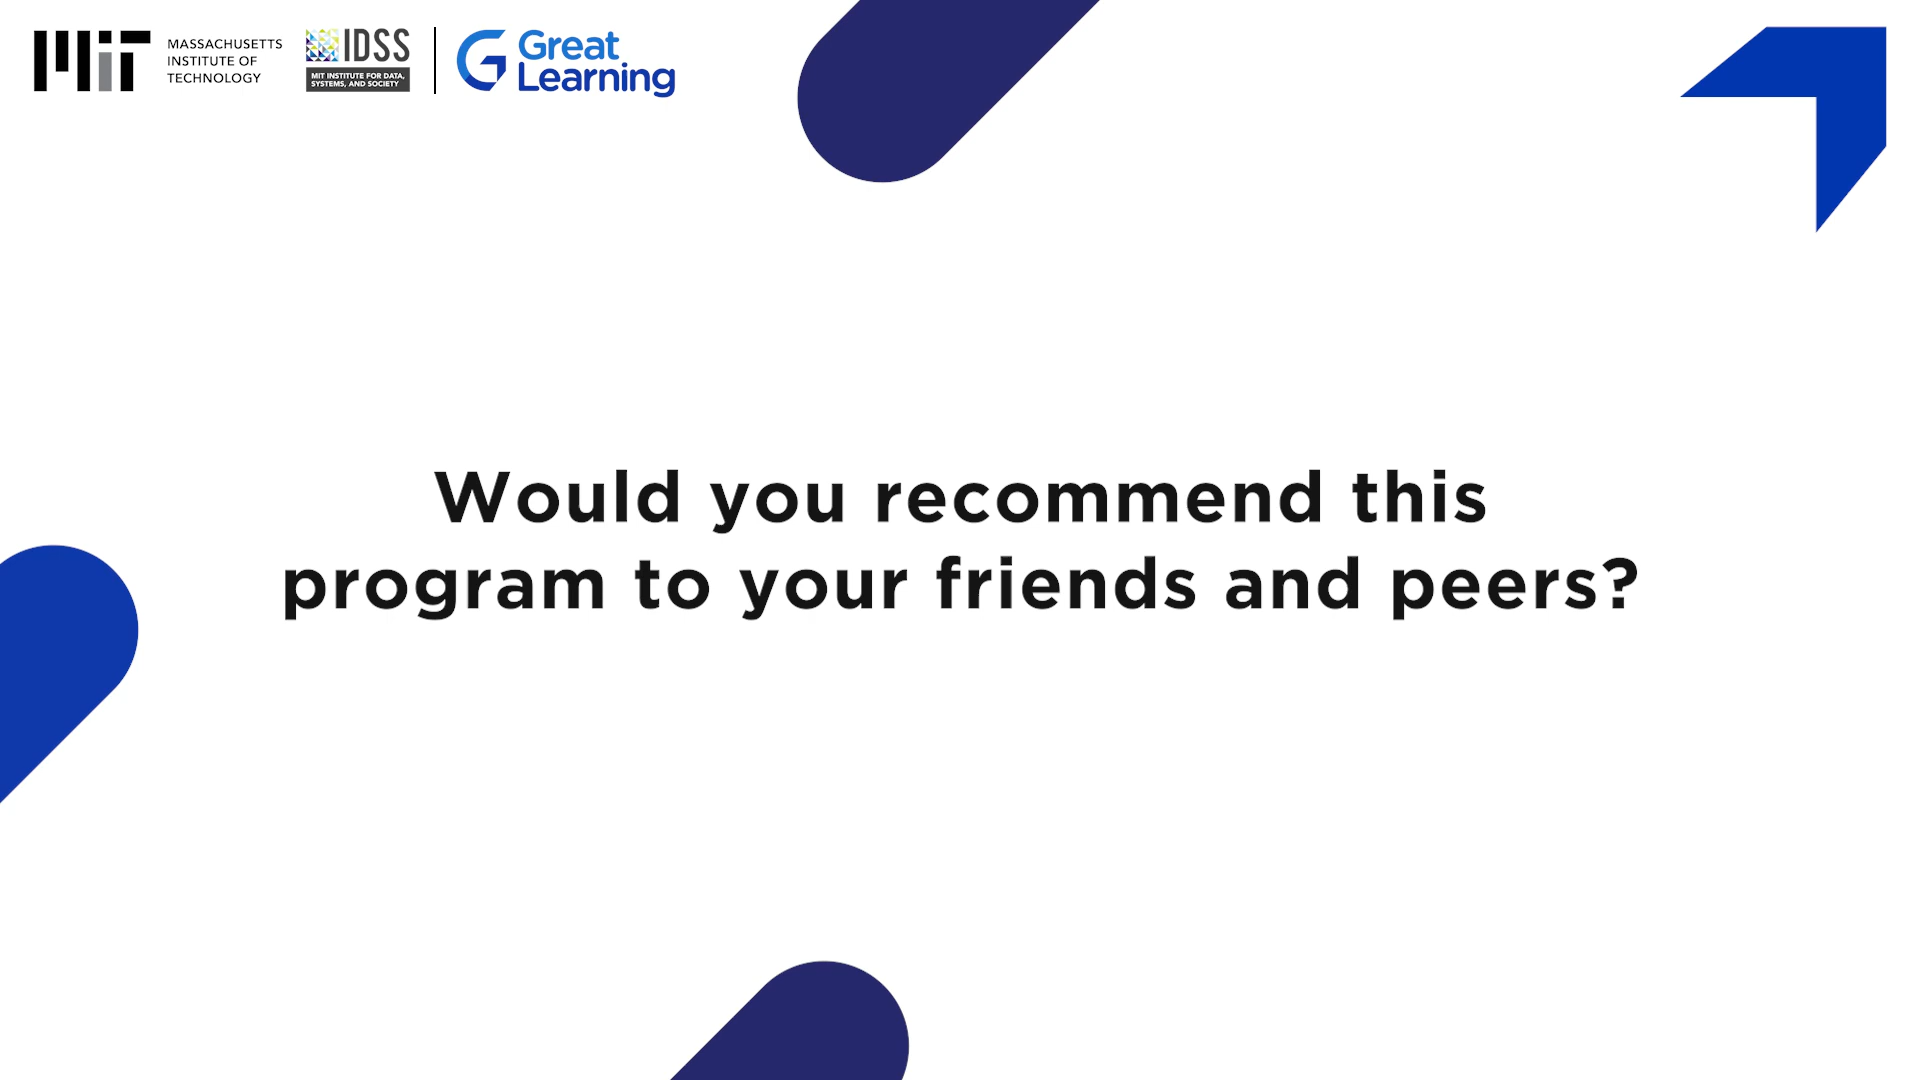 MIT
MASSACHUSETTS
INSTITUTE OF
TECHNOLOGY
IDSS
MIT INSTITUTE FOR DATA,
SYSTEMS, AND SOCIETY
Great
Learning
Would you recommend this
program to your friends and peers?